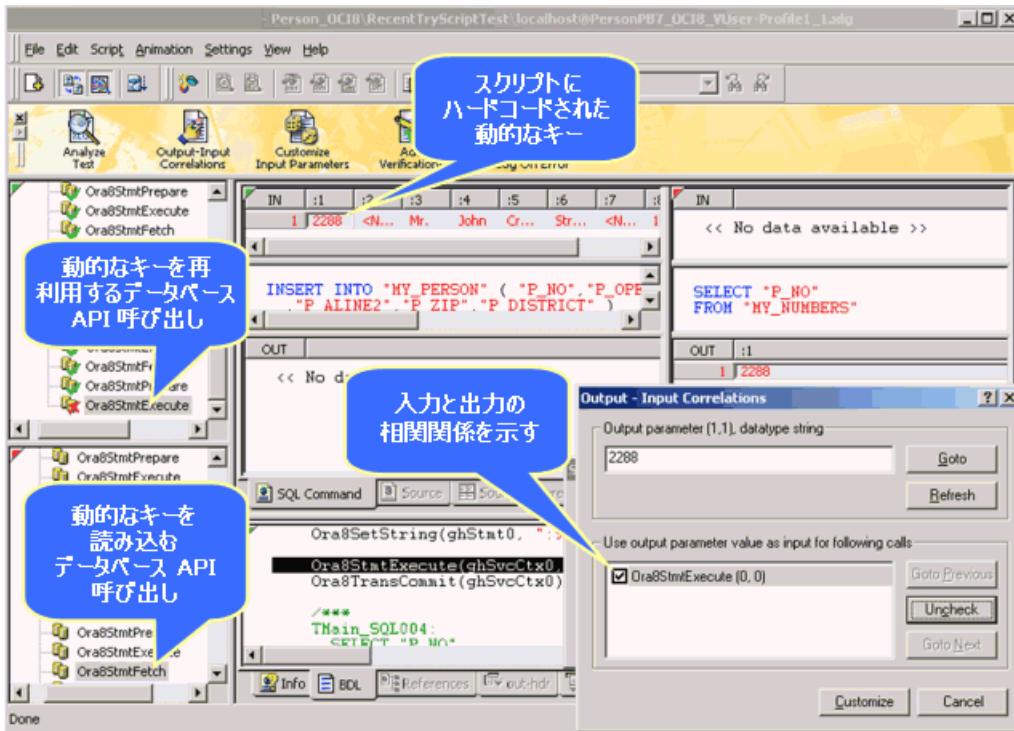 - Person_OCI8\RecentTryScriptTest\localhost@PersonPB7_OCI8_VUser-Profile1_1.xdg
File Edit Script Animation Settings View Help
スクリプトに
ハードコードされた
動的なキー
Analyze
Test
Output-Input
Correlations
Customize
Input Parameters
Verification-
Ora8StmtPrepare
Ora8StmtExecute
Ora8StmtFetch
動的なキーを再
利用するデータベース
API 呼び出し
Ora8StmtFe
Ora8StmtPrepare
Ora8StmtExecute
IN :1 :2 :3 :4 :5 :6 :7
1 2288 <N... Mr. John Cr... Str... <N... 1
INSERT INTO "MY_PERSON" ( "P_NO","P_OPE
,"P_ALINE2","P_ZIP","P_DISTRICT" )
OUT
<< No d
IN
<< No data available >>
SELECT "P_NO"
FROM "MY_NUMBERS"
OUT :1
1 2288
入力と出力の
相関関係を示す
Ora8StmtPrepare
Ora8StmtExecute
動的なキーを
読み込む
データベース API
呼び出し
Ora8StmtPre
Ora8StmtExecute
Ora8StmtFetch
SQL Command Source
Ora8SetString(ghStmt0, ":
Ora8StmtExecute(ghSvcCtx0,
Ora8TransCommit(ghSvcCtx0)
/***
TMain_SQL004:
SELECT "P_NO"
Info BDL References out-hdr
Output - Input Correlations
Output parameter (1,1), datatype string
2288
Goto
Refresh
Use output parameter value as input for following calls
Ora8StmtExecute (0, 0)
Goto Previous
Uncheck
Goto Next
Customize Cancel
Done